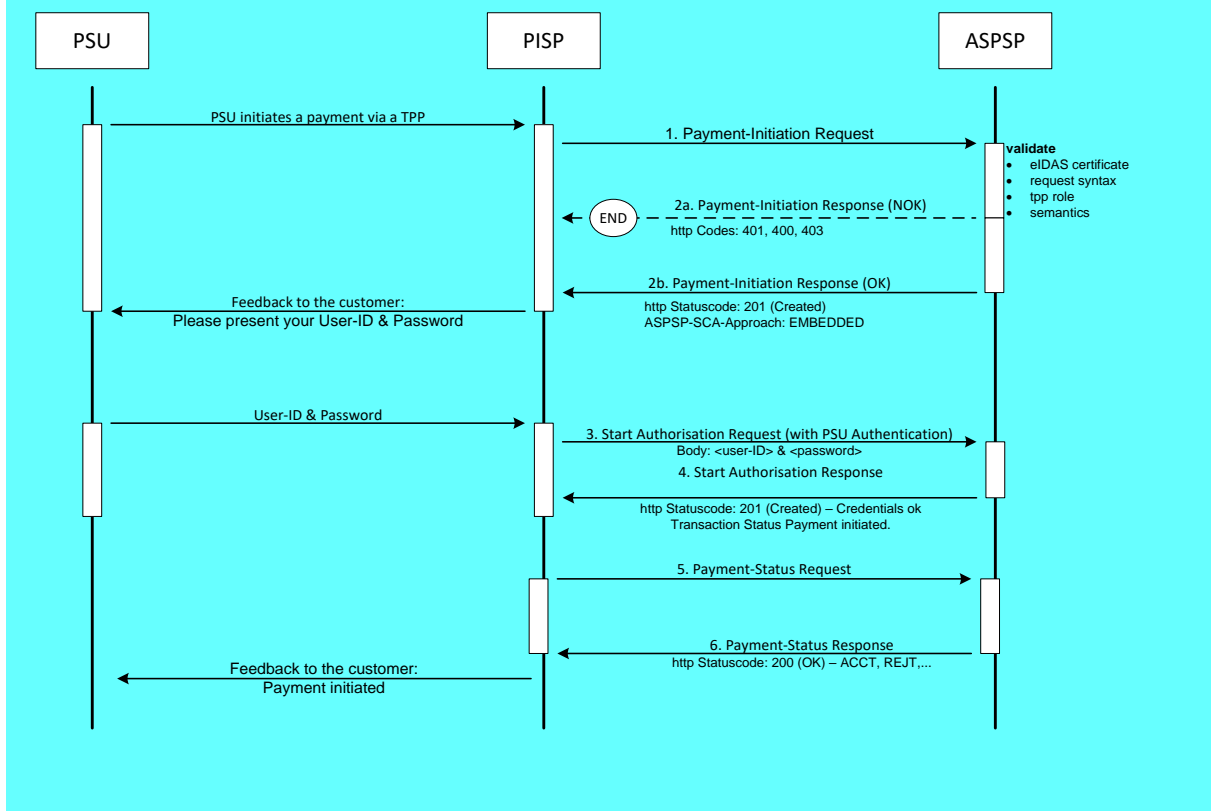 PSU
PISP
ASPSP
PSU initiates a payment via a TPP
1. Payment-Initiation Request
validate
• eIDAS certificate
• request syntax
• tpp role
• semantics
2a. Payment-Initiation Response (NOK)
END
http Codes: 401, 400, 403
2b. Payment-Initiation Response (OK)
http Statuscode: 201 (Created)
ASPSP-SCA-Approach: EMBEDDED
Feedback to the customer:
Please present your User-ID & Password
User-ID & Password
3. Start Authorisation Request (with PSU Authentication)
Body: <user-ID> & <password>
4. Start Authorisation Response
http Statuscode: 201 (Created) – Credentials ok
Transaction Status Payment initiated.
5. Payment-Status Request
6. Payment-Status Response
http Statuscode: 200 (OK) – ACCT, REJT,...
Feedback to the customer:
Payment initiated